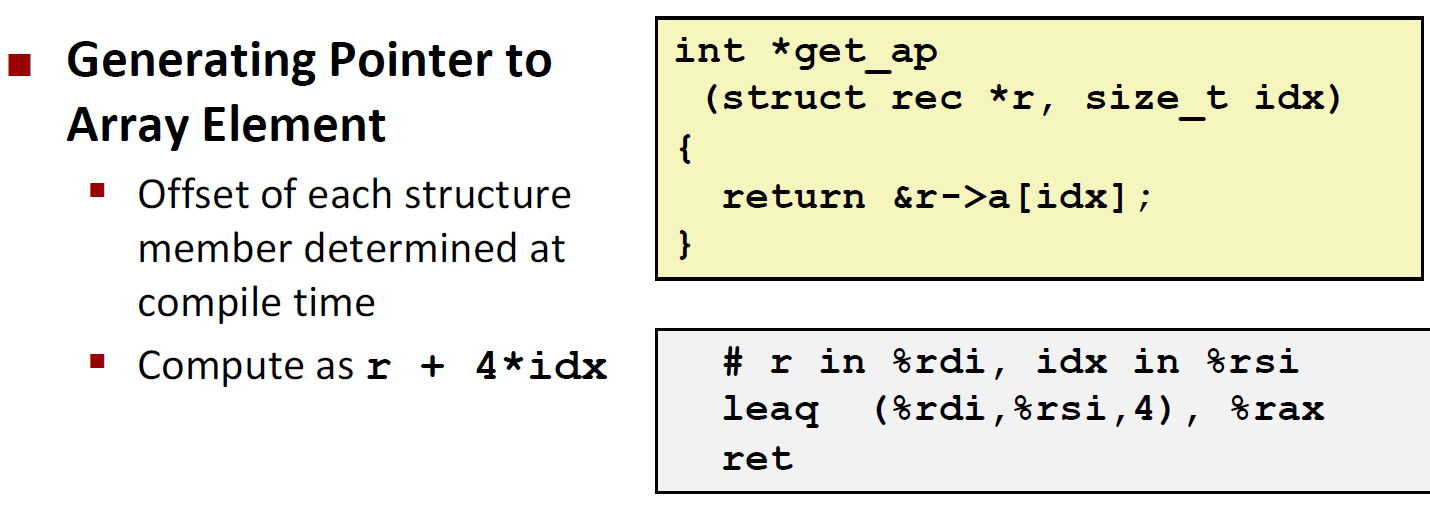 Generating Pointer to
Array Element
Offset of each structure
member determined at
compile time
Compute as r + 4*idx
int *get_ap
(struct rec *r, size_t idx)
{
return &r->a[idx];
}
# r in %rdi, idx in %rsi
leaq (%rdi,%rsi,4), %rax
ret